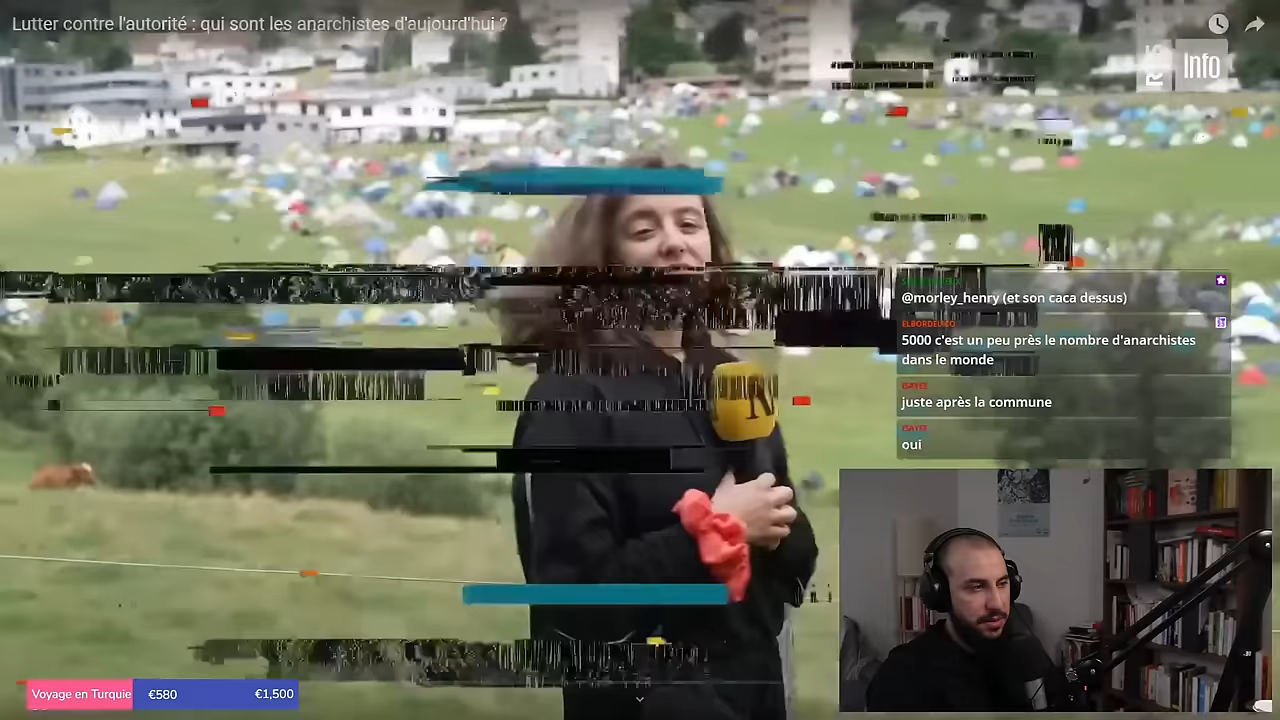 Lutter contre l'autorité : qui sont les anarchistes d'aujourd'hui ?
Info
@morley_henry (et son caca dessus)
ELBORDEUCO
5000 c'est un peu près le nombre d'anarchistes
dans le monde
juste après la commune
oui
Voyage en Turquie
€580
€1,500